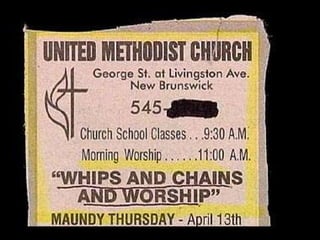 UNITED METHODIST CHURCH
George St. at Livingston Ave.
New Brunswick
545-
Church School Classes . . . 9:30 A.M.
Morning Worship . . . . . . 11:00 A.M.
"WHIPS AND CHAINS
AND WORSHIP"
MAUNDY THURSDAY - April 13th